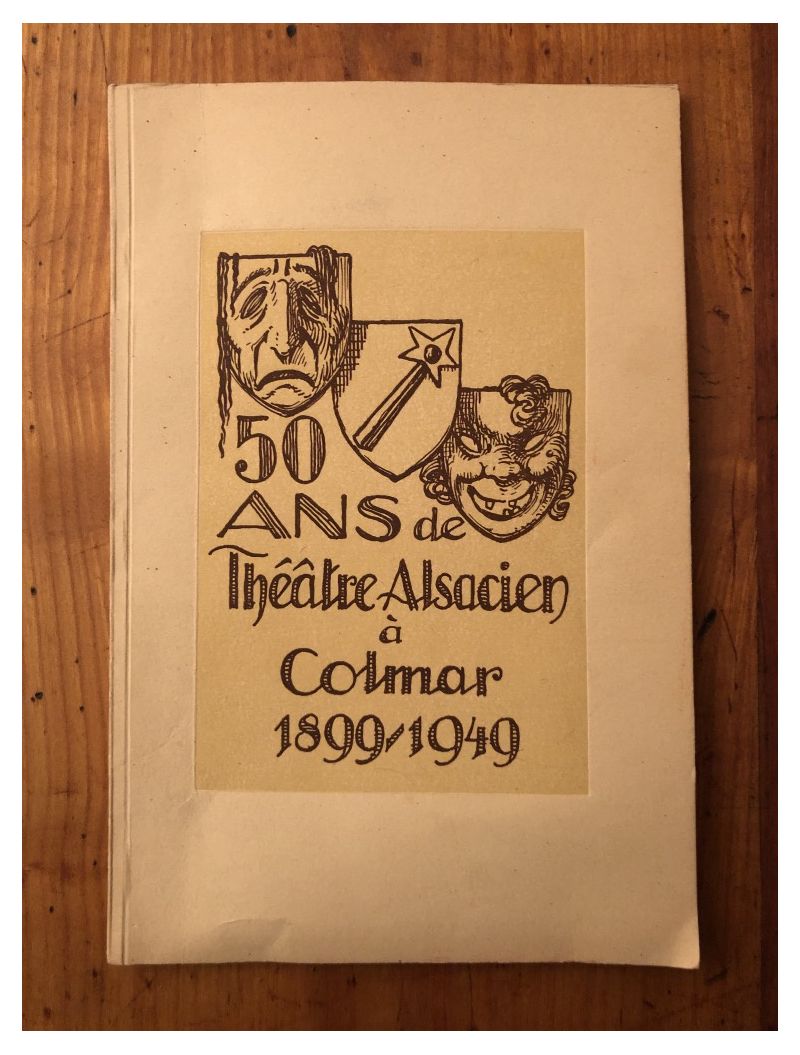 50
ANS de
Théâtre Alsacien
à
Colmar
1899/1949